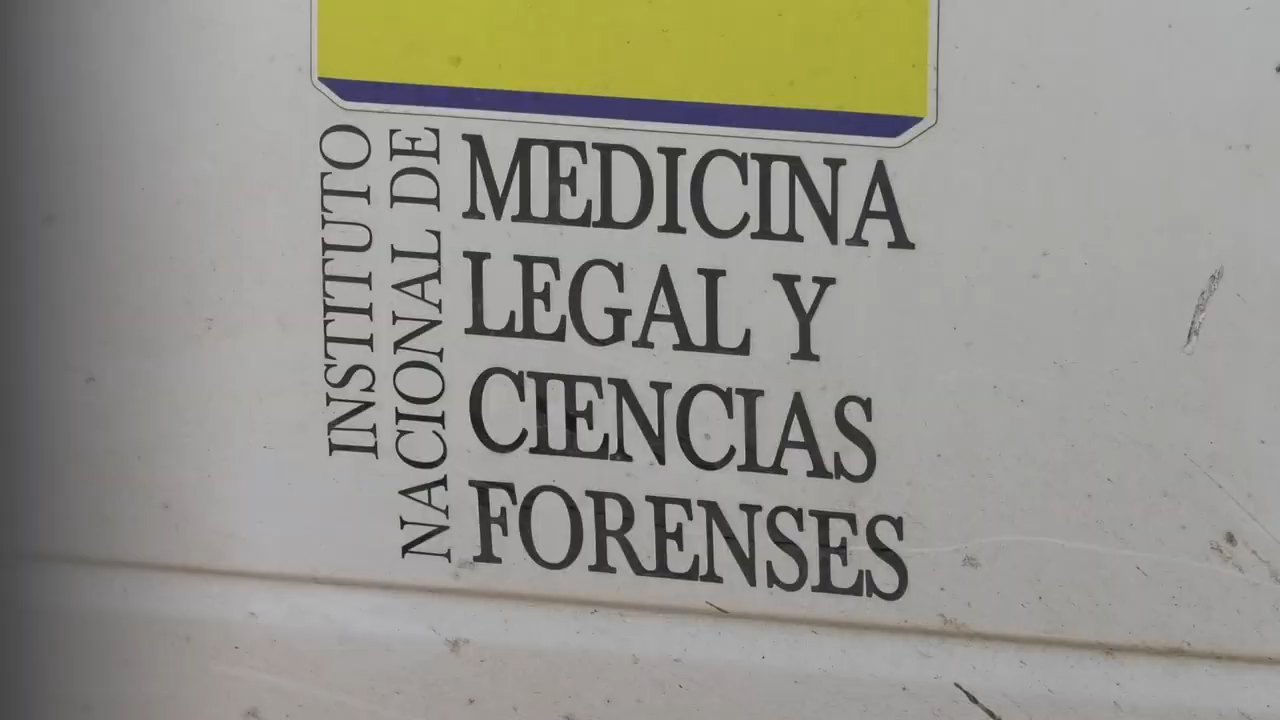 INSTITUTO
NACIONAL DE
MEDICINA
LEGAL Y
CIENCIAS
FORENSES